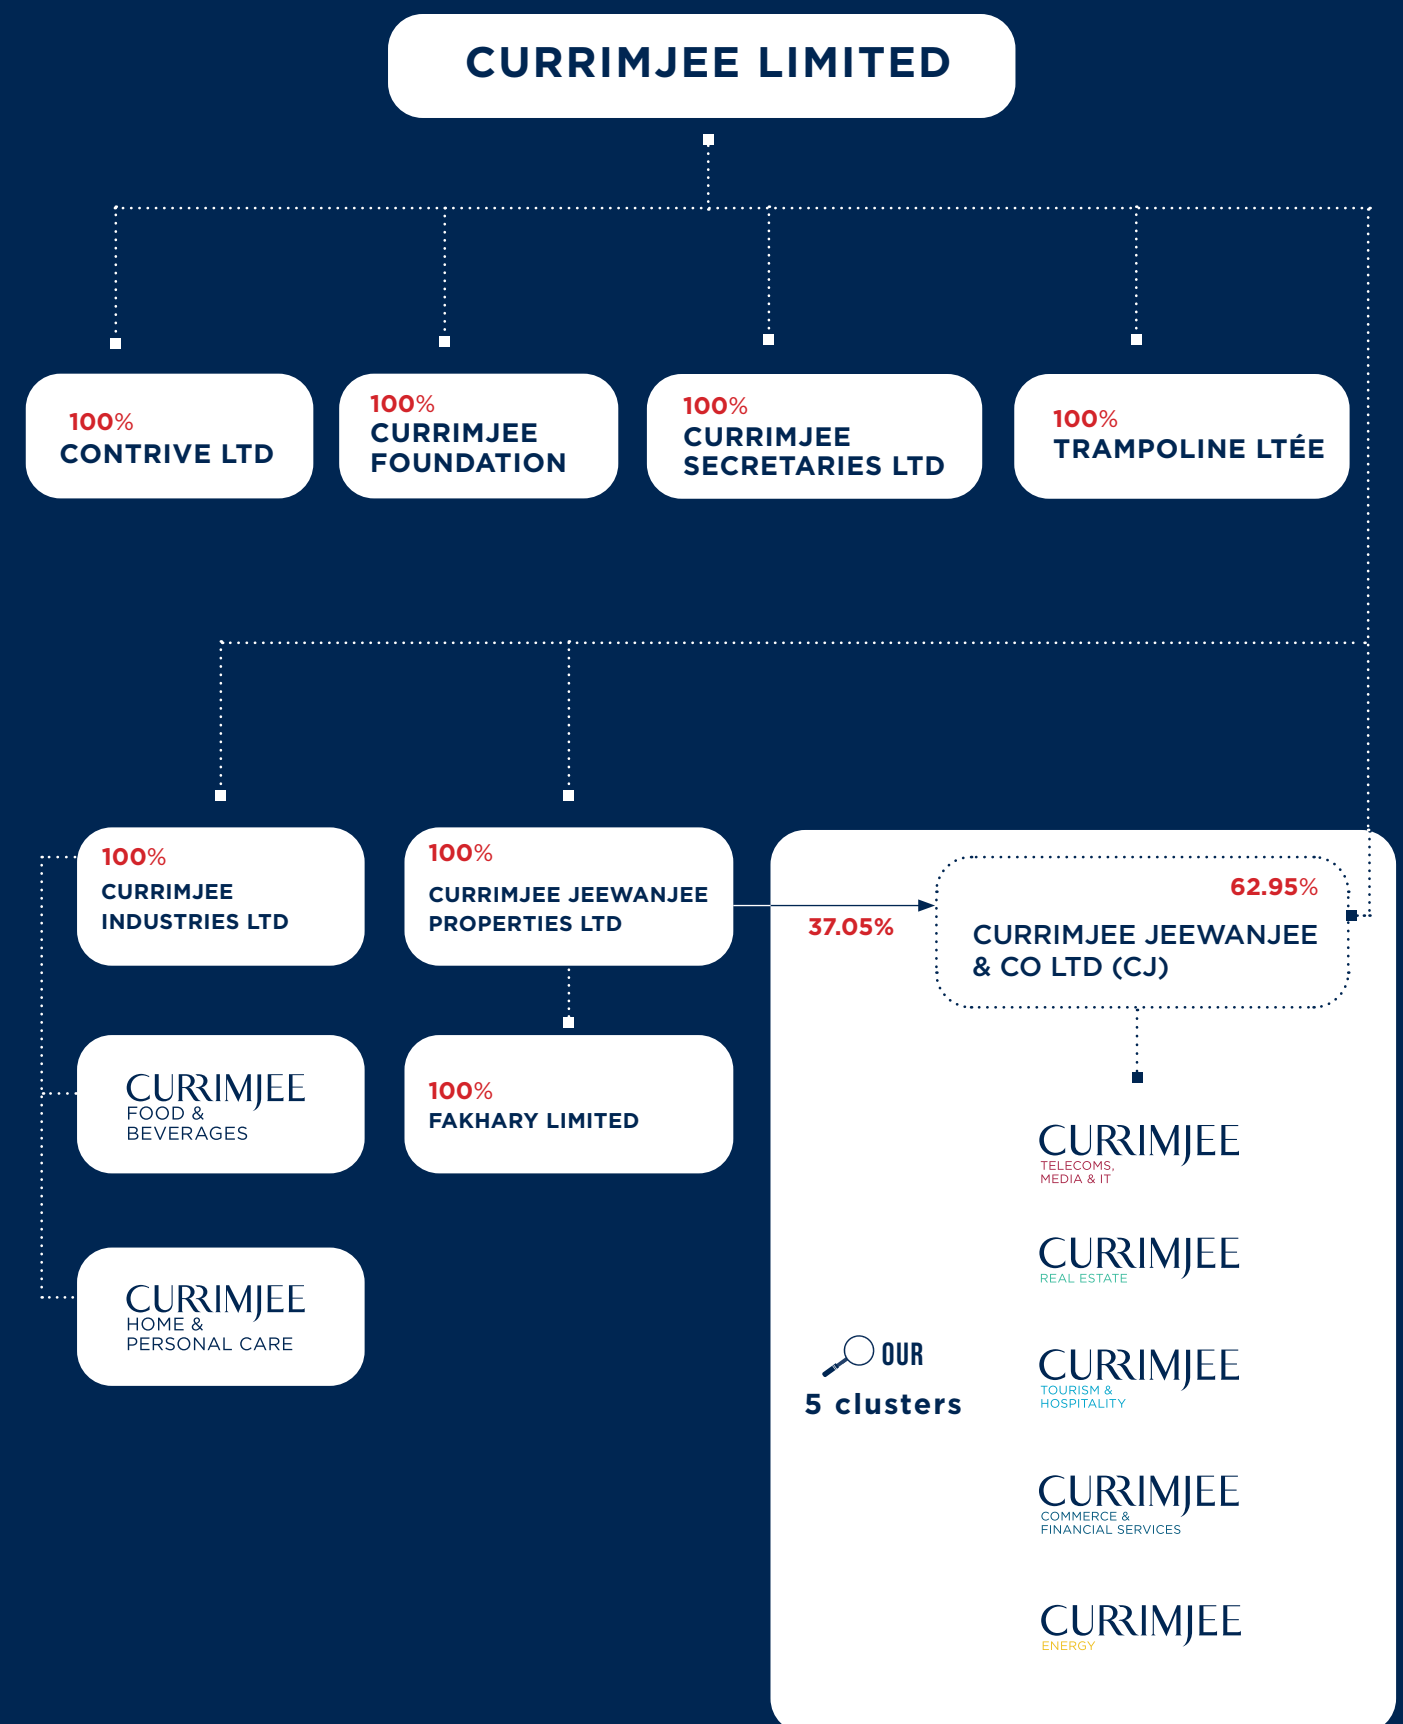 CURRIMJEE LIMITED
100%
CONTRIVE LTD
100%
CURRIMJEE
FOUNDATION
100%
CURRIMJEE
SECRETARIES LTD
100%
TRAMPOLINE LTÉE
100%
CURRIMJEE
INDUSTRIES LTD
100%
CURRIMJEE JEEWANJEE
PROPERTIES LTD
37.05%
62.95%
CURRIMJEE JEEWANJEE
& CO LTD (CJ)
CURRIMJEE
FOOD &
BEVERAGES
100%
FAKHARY LIMITED
CURRIMJEE
HOME &
PERSONAL CARE
OUR
5 clusters
CURRIMJEE
TELECOMS,
MEDIA & IT
CURRIMJEE
REAL ESTATE
CURRIMJEE
TOURISM &
HOSPITALITY
CURRIMJEE
COMMERCE &
FINANCIAL SERVICES
CURRIMJEE
ENERGY